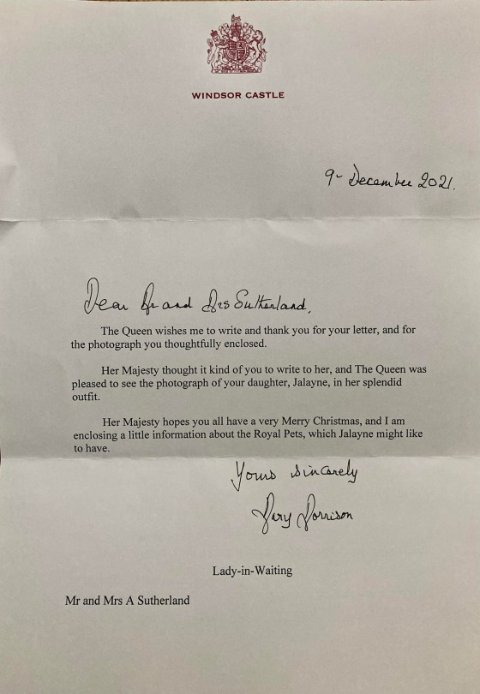 WINDSOR CASTLE
9- December 2021.
Dear Mr and Mrs Sutherland,
The Queen wishes me to write and thank you for your letter, and for
the photograph you thoughtfully enclosed.
Her Majesty thought it kind of you to write to her, and The Queen was
pleased to see the photograph of your daughter, Jalayne, in her splendid
outfit.
Her Majesty hopes you all have a very Merry Christmas, and I am
enclosing a little information about the Royal Pets, which Jalayne might like
to have.
Yours sincerely
Mary Morrison
Lady-in-Waiting
Mr and Mrs A Sutherland